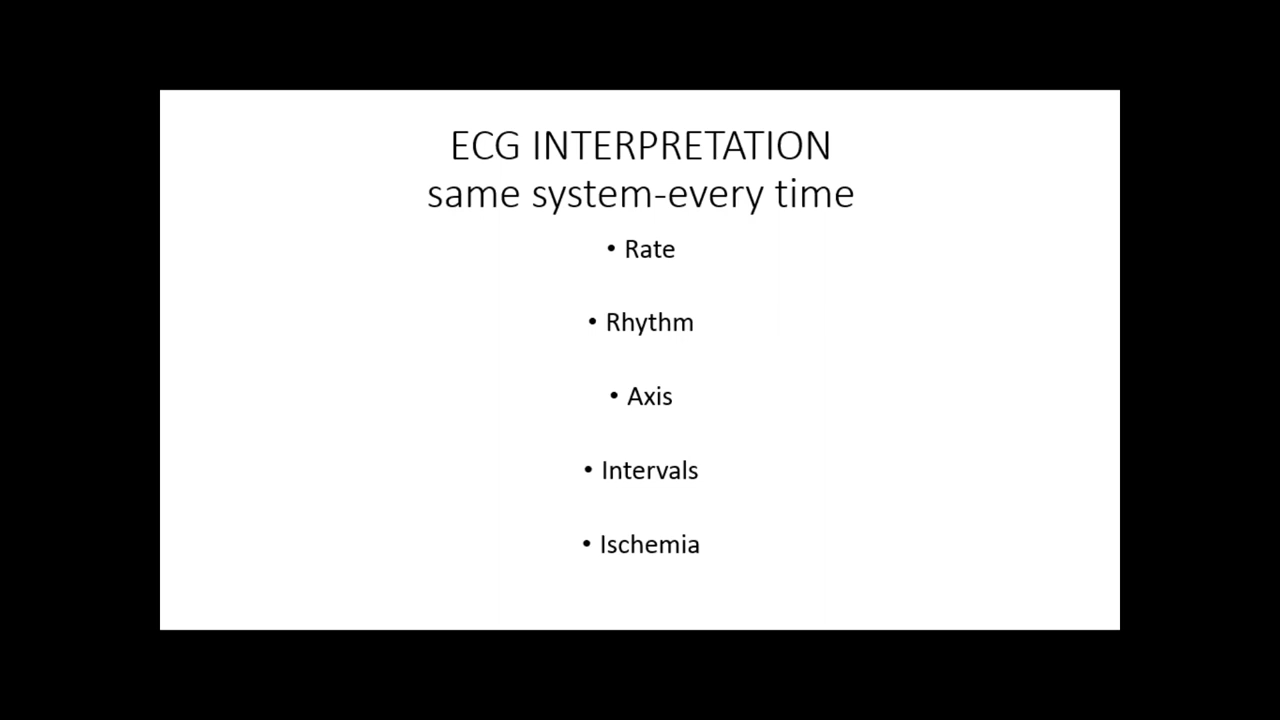 ECG INTERPRETATION
same system-every time
• Rate
• Rhythm
• Axis
• Intervals
• Ischemia